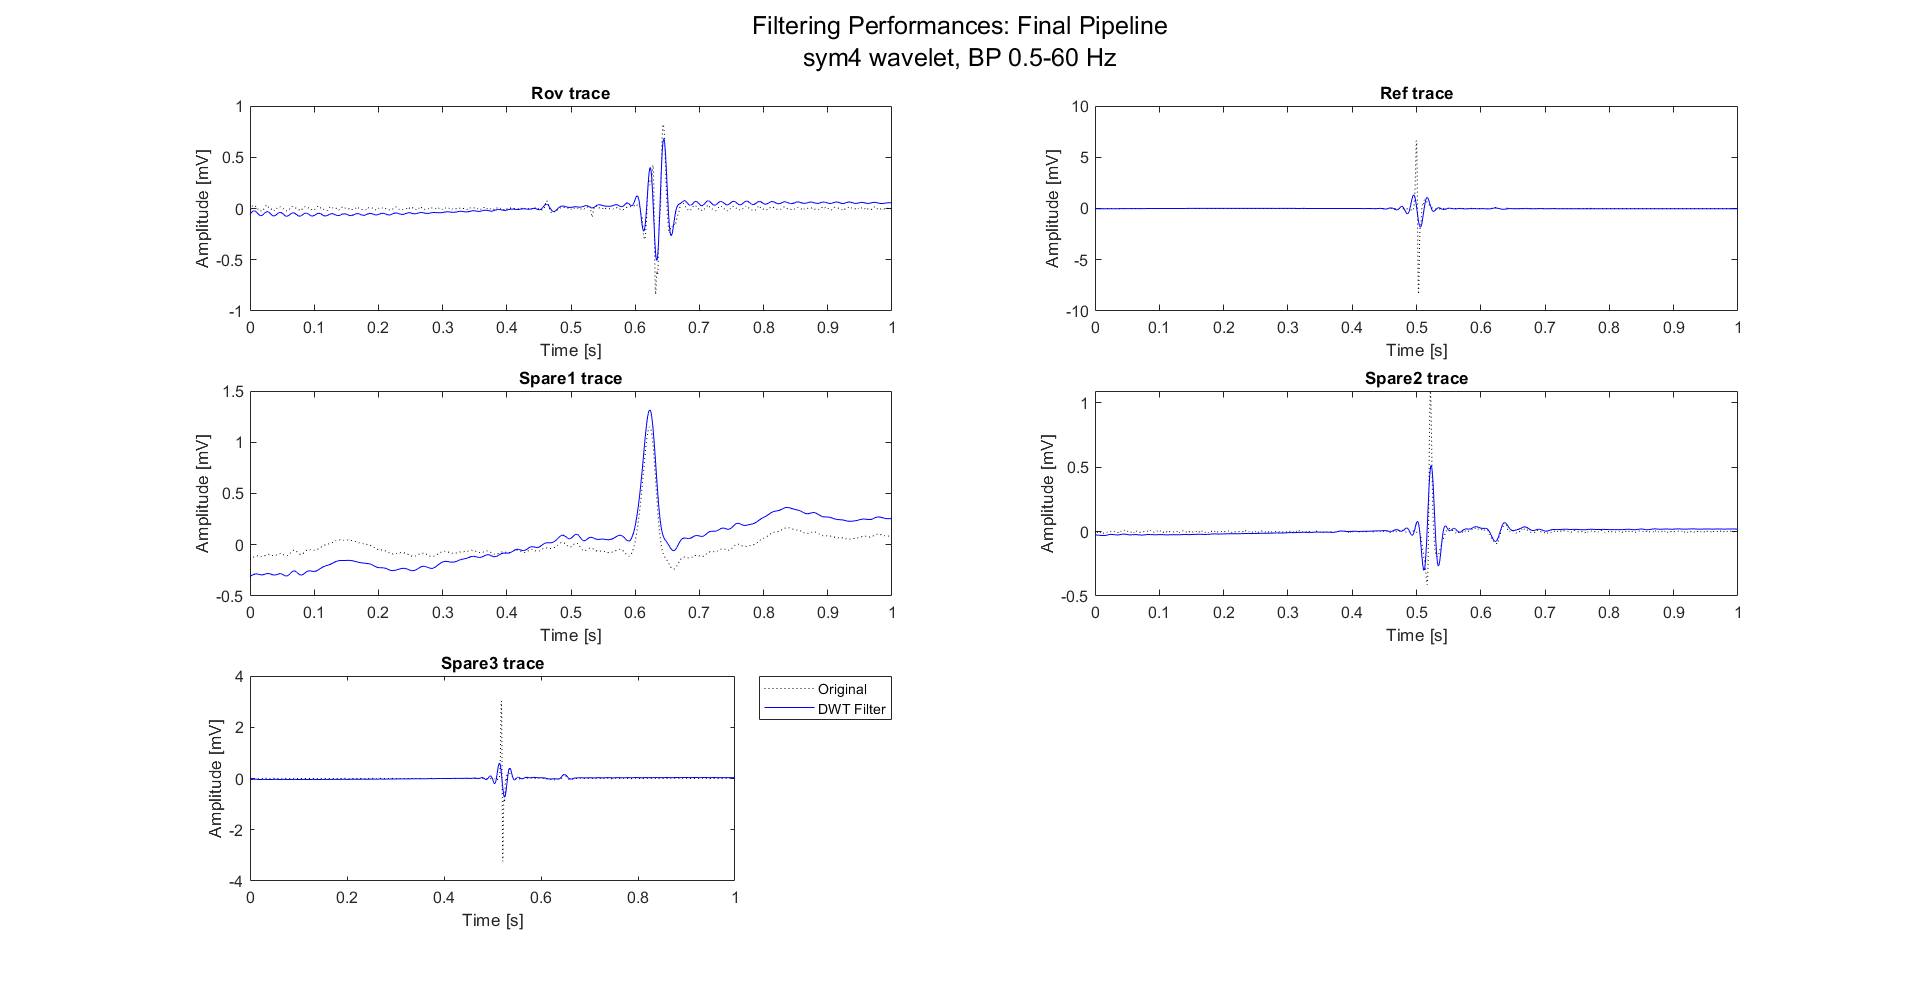 Filtering Performances: Final Pipeline
sym4 wavelet, BP 0.5-60 Hz
Rov trace
1
0.5
0
-0.5
-1
Amplitude [mV]
0 0.1 0.2 0.3 0.4 0.5 0.6 0.7 0.8 0.9 1
Time [s]
Ref trace
10
5
0
-5
-10
Amplitude [mV]
0 0.1 0.2 0.3 0.4 0.5 0.6 0.7 0.8 0.9 1
Time [s]
Spare1 trace
1.5
1
0.5
0
-0.5
Amplitude [mV]
0 0.1 0.2 0.3 0.4 0.5 0.6 0.7 0.8 0.9 1
Time [s]
Spare2 trace
1
0.5
0
-0.5
Amplitude [mV]
0 0.1 0.2 0.3 0.4 0.5 0.6 0.7 0.8 0.9 1
Time [s]
Spare3 trace
4
2
0
-2
-4
Amplitude [mV]
0 0.2 0.4 0.6 0.8 1
Time [s]
Original
DWT Filter